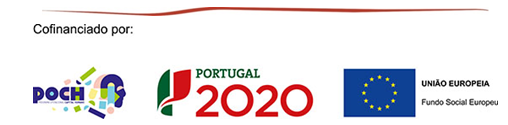 Cofinanciado por:
POCH
PORTUGAL
2020
UNIÃO EUROPEIA
Fundo Social Europeu